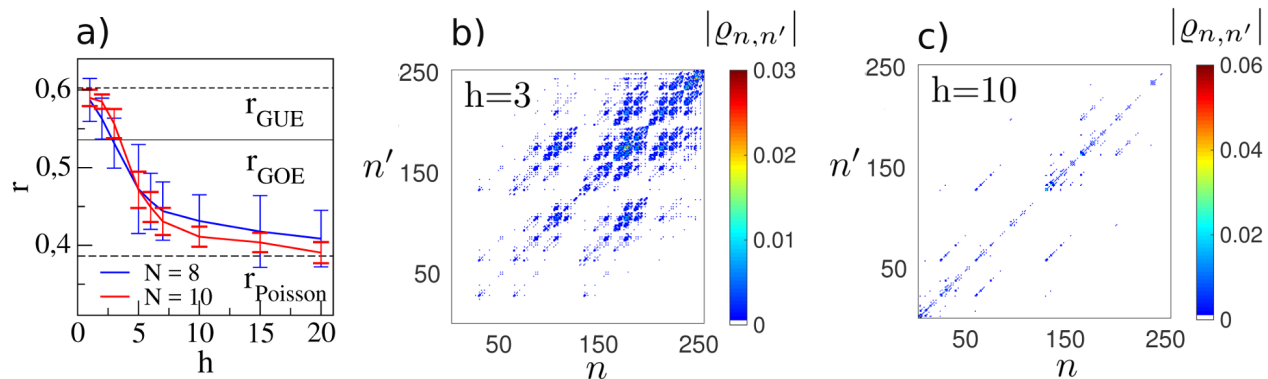 a)
0,6
0,5
0,4
r
r_GUE
r_GOE
r_Poisson
N = 8
N = 10
0 5 10 15 20
h
b)
|ϱ_{n,n′}|
h=3
250
150
50
n′
50 150 250
n
0.03
0.02
0.01
0
c)
|ϱ_{n,n′}|
h=10
250
150
50
n′
50 150 250
n
0.06
0.04
0.02
0